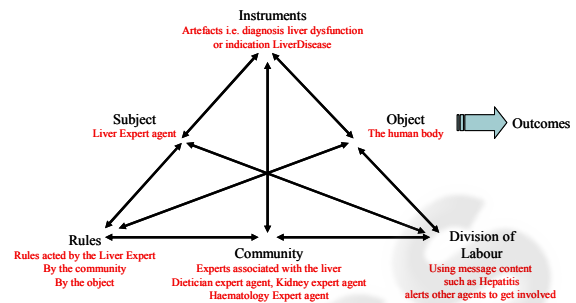 Instruments
Artefacts i.e. diagnosis liver dysfunction
or indication LiverDisease
Subject
Liver Expert agent
Object
The human body
Outcomes
Rules
Rules acted by the Liver Expert
By the community
By the object
Community
Experts associated with the liver
Dietician expert agent, Kidney expert agent
Haematology Expert agent
Division of
Labour
Using message content
such as Hepatitis
alerts other agents to get involved